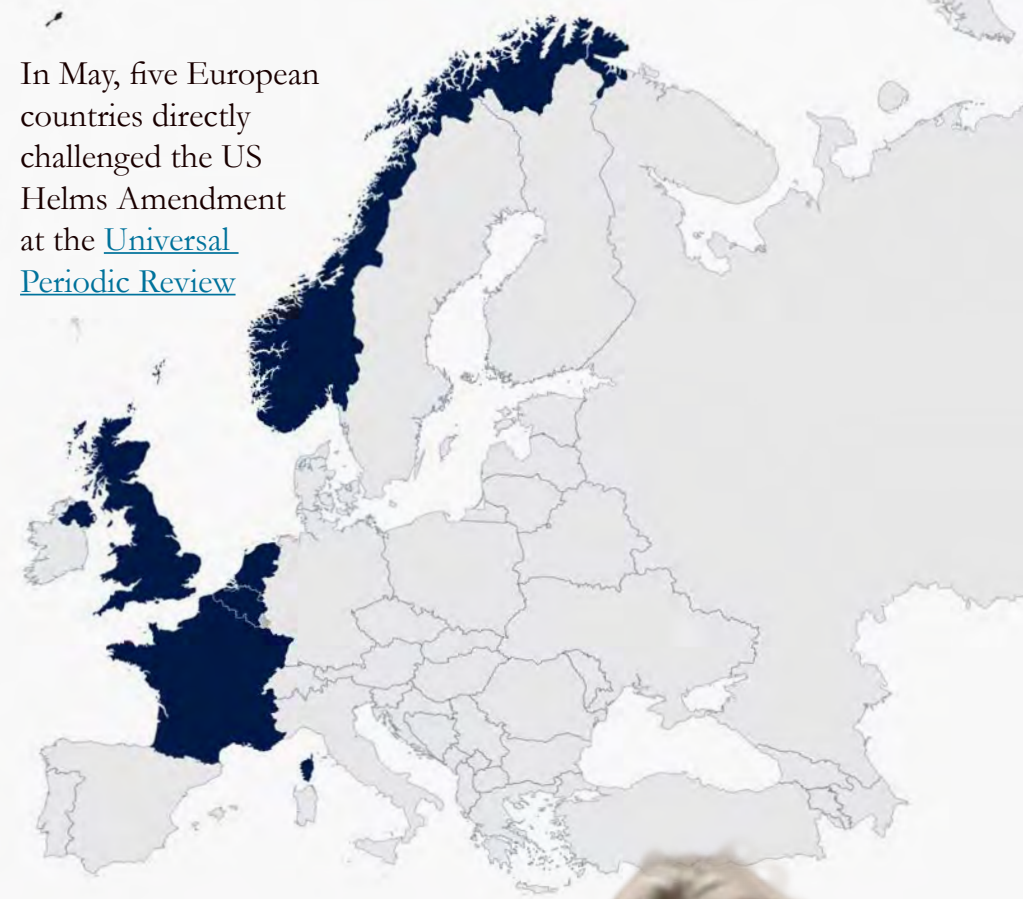 In May, five European
countries directly
challenged the US
Helms Amendment
at the Universal
Periodic Review